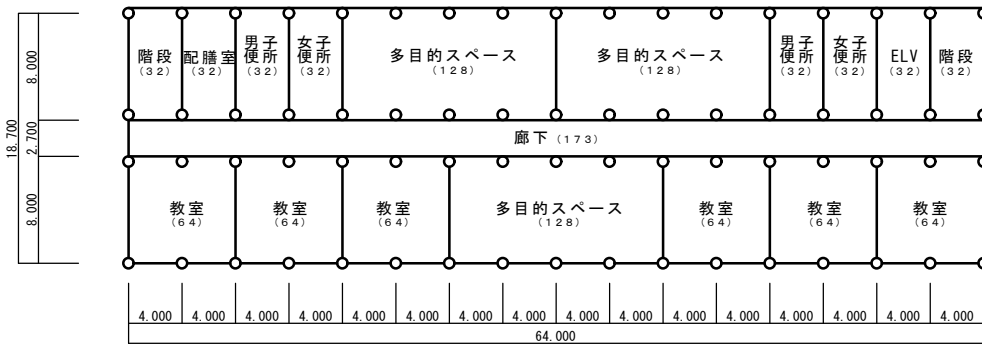 階段 配膳室 男子便所 女子便所 多目的スペース 多目的スペース 男子便所 女子便所 ELV 階段
(32) (32) (32) (32) (128) (128) (32) (32) (32) (32)
8.000
18.700
2.700
廊下 (173)
8.000
教室 教室 教室 多目的スペース 教室 教室 教室
(64) (64) (64) (128) (64) (64) (64)
4.000 4.000 4.000 4.000 4.000 4.000 4.000 4.000 4.000 4.000 4.000 4.000 4.000 4.000 4.000 4.000
64.000